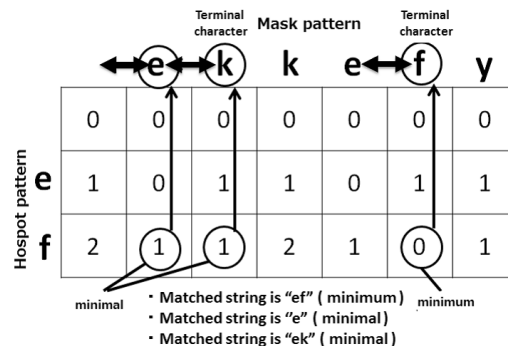 Terminal character
Mask pattern
Terminal character
e k k e f y
0 0 0 0 0 0 0
e 1 0 1 1 0 1 1
f 2 1 1 2 1 0 1
Hospot pattern
minimal
minimum
・Matched string is “ef” ( minimum )
・Matched string is “e” ( minimal)
・Matched string is “ek” ( minimal)